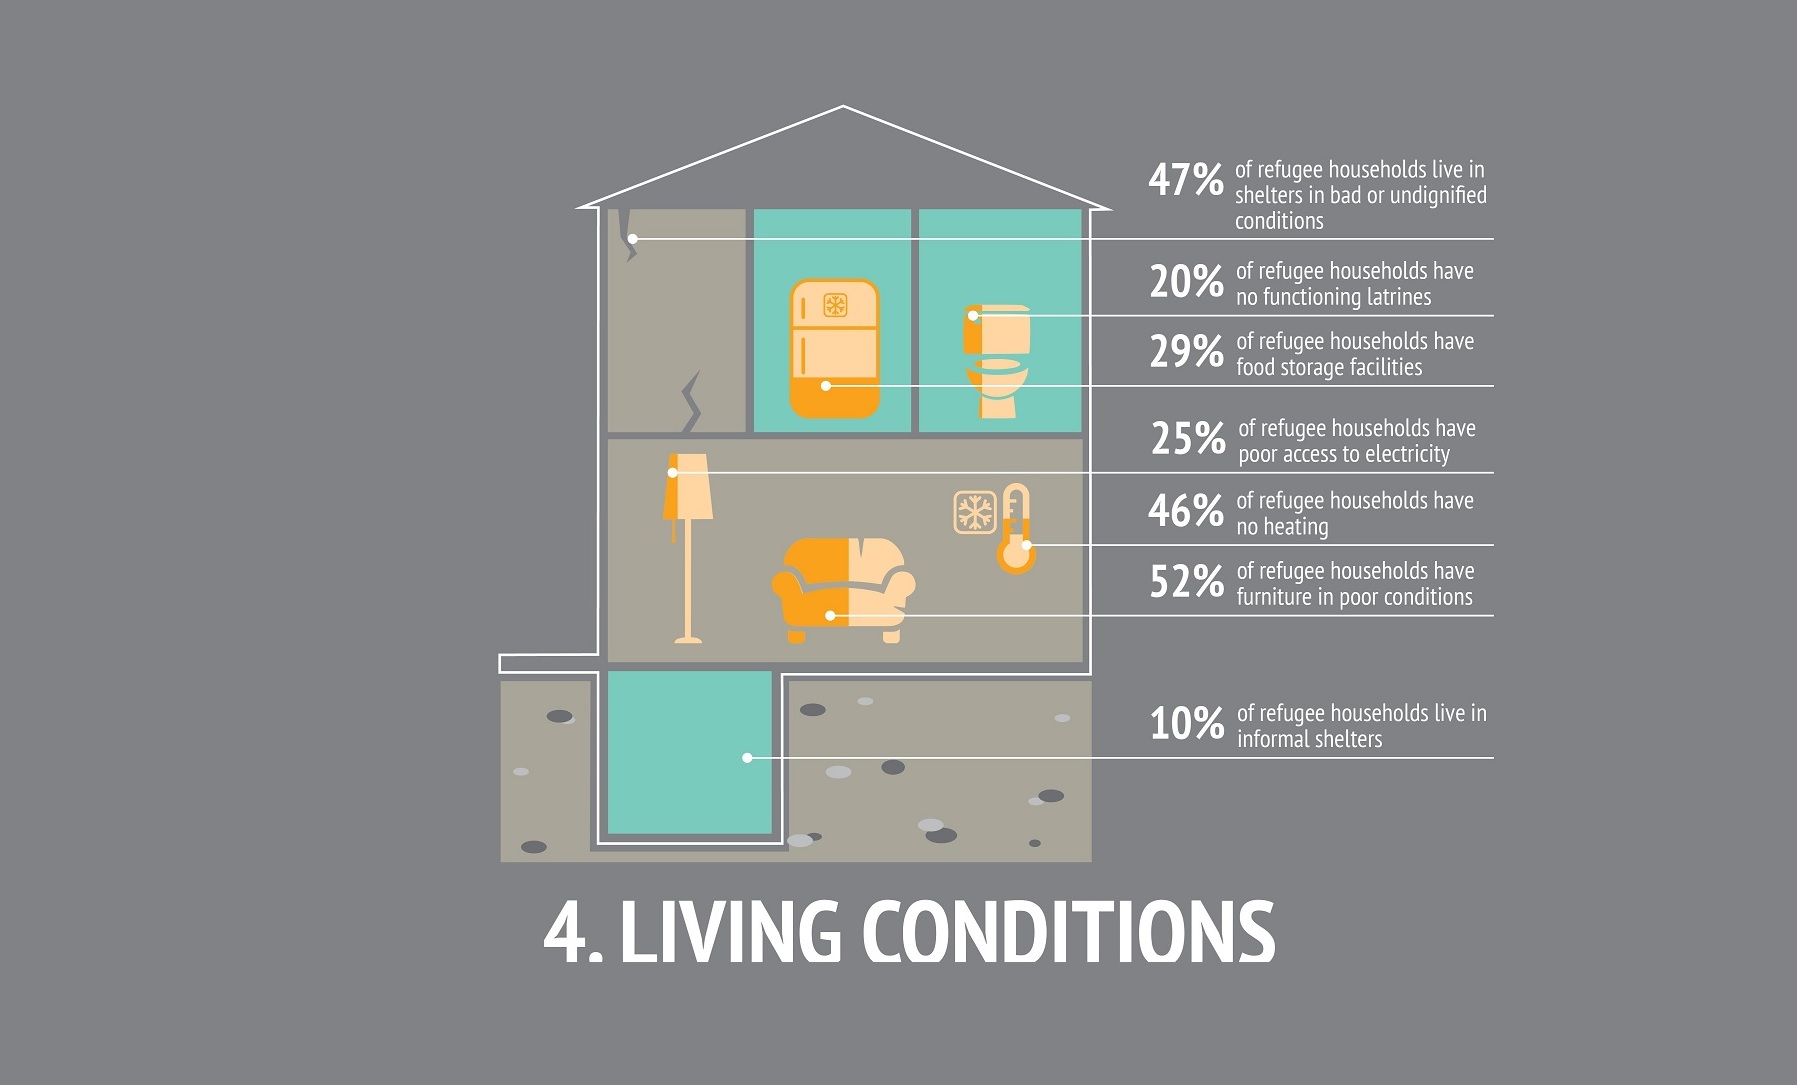 47% of refugee households live in
shelters in bad or undignified
conditions
20% of refugee households have
no functioning latrines
29% of refugee households have
food storage facilities
25% of refugee households have
poor access to electricity
46% of refugee households have
no heating
52% of refugee households have
furniture in poor conditions
10% of refugee households live in
informal shelters
4. LIVING CONDITIONS